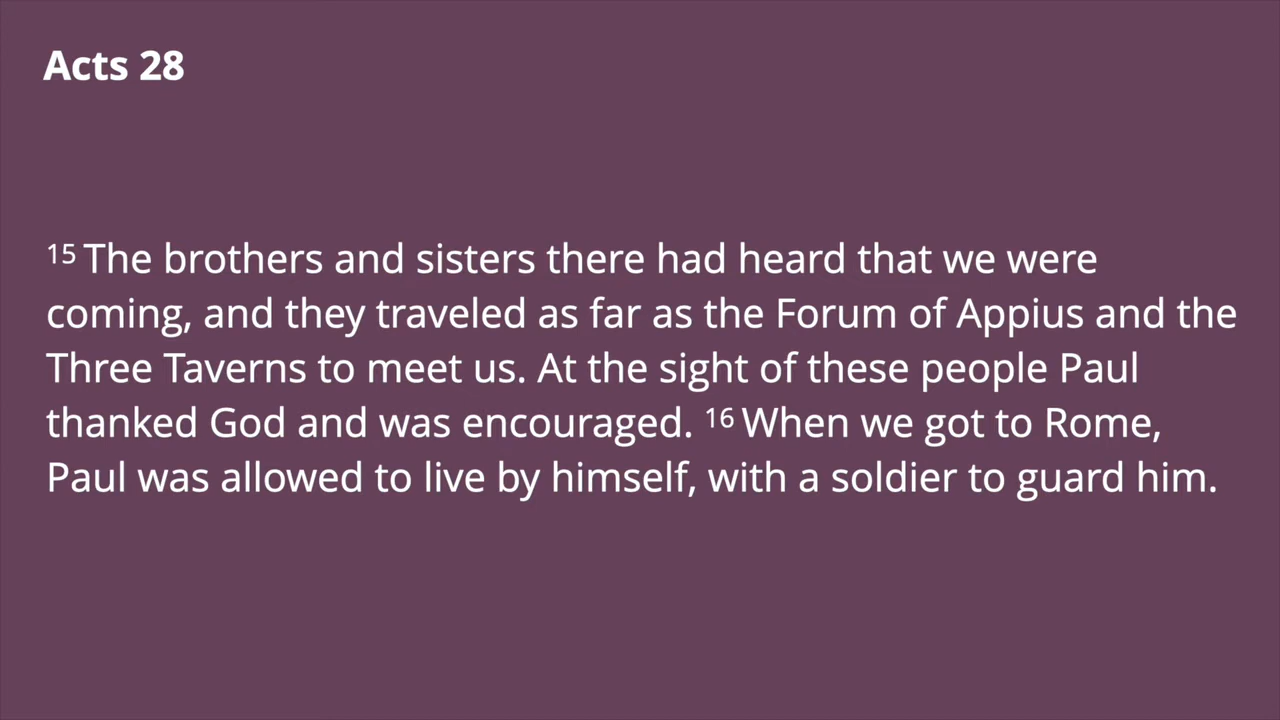 Acts 28
15 The brothers and sisters there had heard that we were
coming, and they traveled as far as the Forum of Appius and the
Three Taverns to meet us. At the sight of these people Paul
thanked God and was encouraged. 16 When we got to Rome,
Paul was allowed to live by himself, with a soldier to guard him.